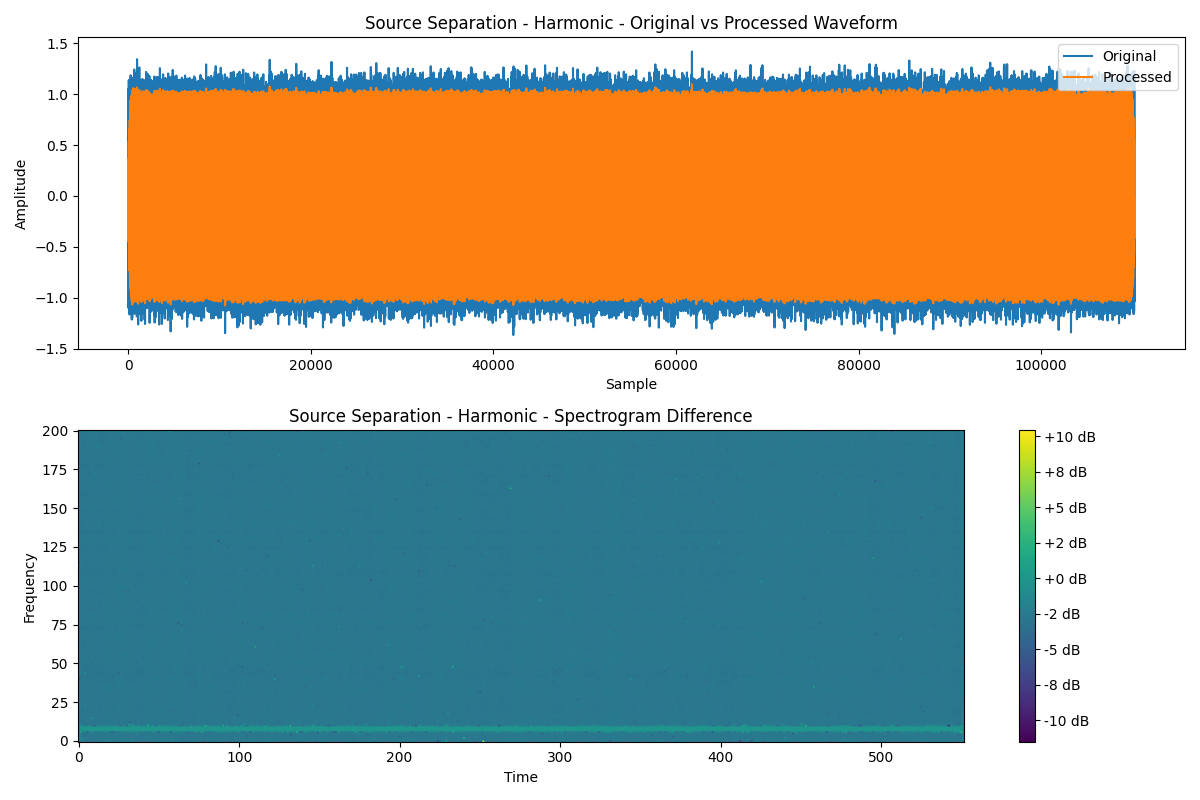 Source Separation - Harmonic - Original vs Processed Waveform
1.5
1.0
0.5
0.0
−0.5
−1.0
−1.5
Amplitude
Original
Processed
0
20000
40000
60000
80000
100000
Sample
Source Separation - Harmonic - Spectrogram Difference
200
175
150
125
100
75
50
25
0
Frequency
0
100
200
300
400
500
Time
+10 dB
+8 dB
+5 dB
+2 dB
+0 dB
-2 dB
-5 dB
-8 dB
-10 dB